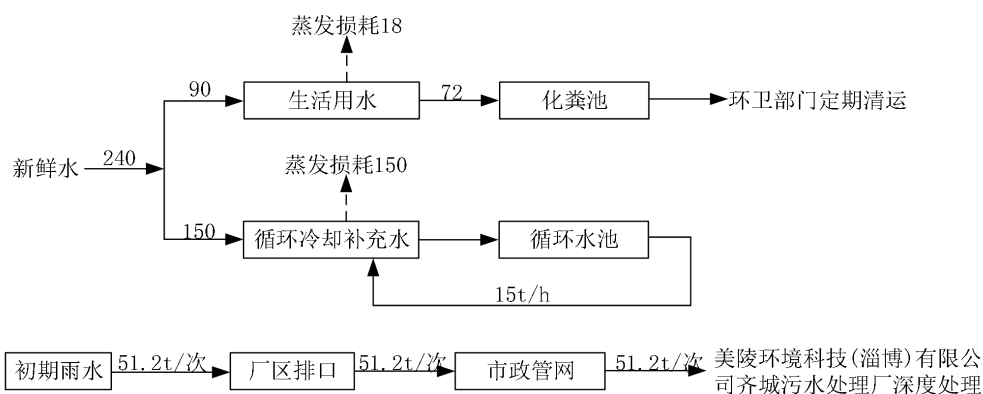 蒸发损耗18
90
生活用水
72
化粪池
环卫部门定期清运
新鲜水
240
蒸发损耗150
150
循环冷却补充水
循环水池
15t/h
初期雨水
51.2t/次
厂区排口
51.2t/次
市政管网
51.2t/次
美陵环境科技(淄博)有限公
司齐城污水处理厂深度处理